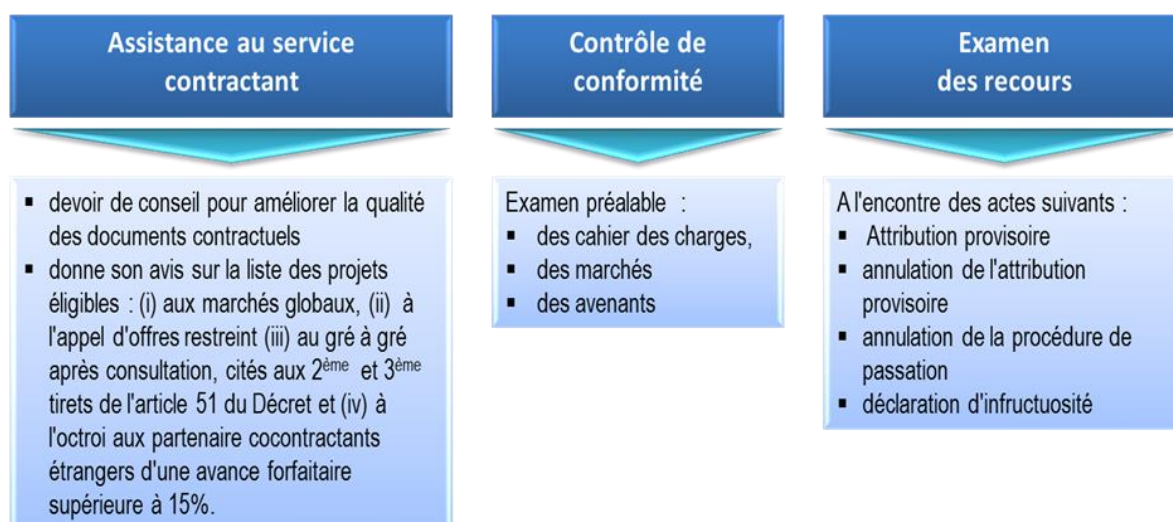 Assistance au service
contractant
▪ devoir de conseil pour améliorer la qualité
des documents contractuels
▪ donne son avis sur la liste des projets
éligibles : (i) aux marchés globaux, (ii) à
l'appel d'offres restreint (iii) au gré à gré
après consultation, cités aux 2ème et 3ème
tirets de l'article 51 du Décret et (iv) à
l'octroi aux partenaire cocontractants
étrangers d'une avance forfaitaire
supérieure à 15%.
Contrôle de
conformité
Examen préalable :
▪ des cahier des charges,
▪ des marchés
▪ des avenants
Examen
des recours
A l'encontre des actes suivants :
▪ Attribution provisoire
▪ annulation de l'attribution
provisoire
▪ annulation de la procédure de
passation
▪ déclaration d'infructuosité